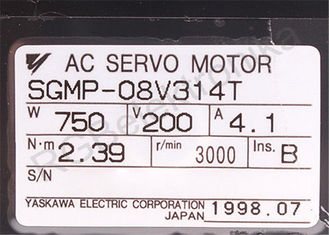 AC SERVO MOTOR
SGMP-08V314T
W 750 V 200 A 4.1
N·m 2.39 r/min 3000 Ins. B
S/N
YASKAWA ELECTRIC CORPORATION
JAPAN 1998.07